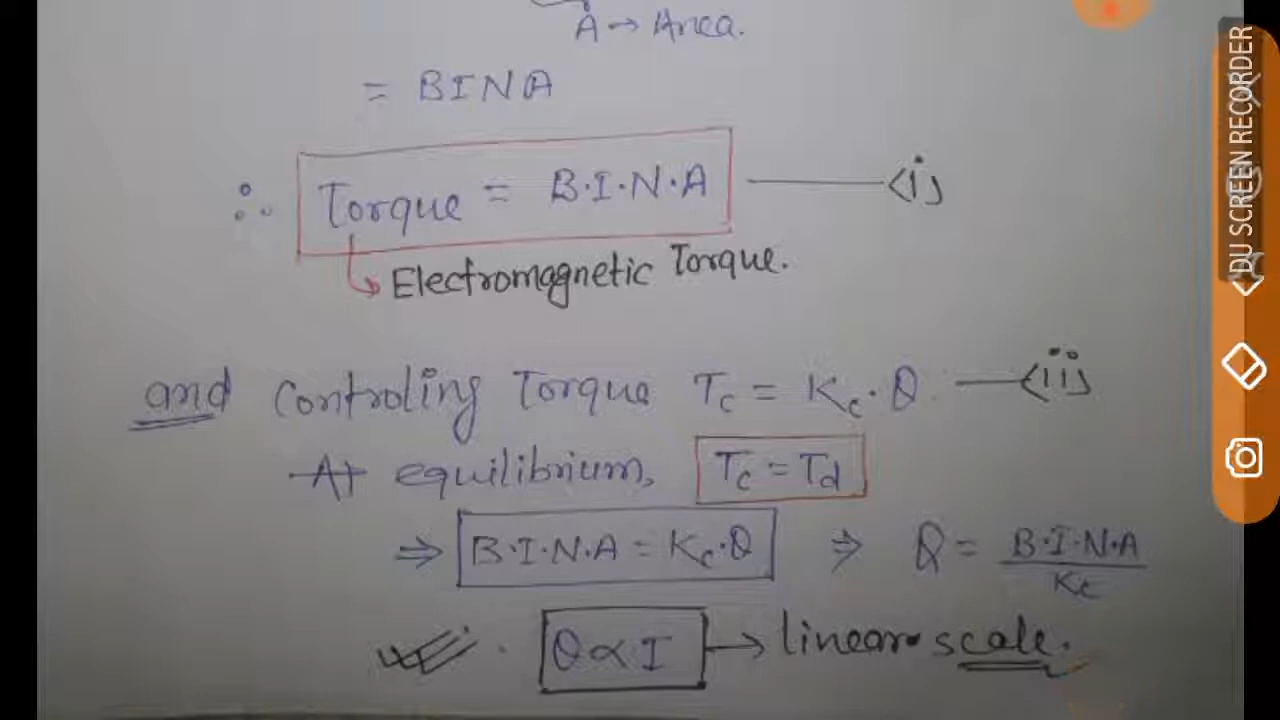 A → Area.
= BINA
∴ Torque = B.I.N.A —— (i)
↳ Electromagnetic Torque.
and controling Torque Tc = Kc.θ —— (ii)
At equilibrium, Tc = Td
⇒ B.I.N.A = Kc.θ ⇒ θ = B.I.N.A / Kc
θ ∝ I → linear scale.
DU SCREEN RECORDER